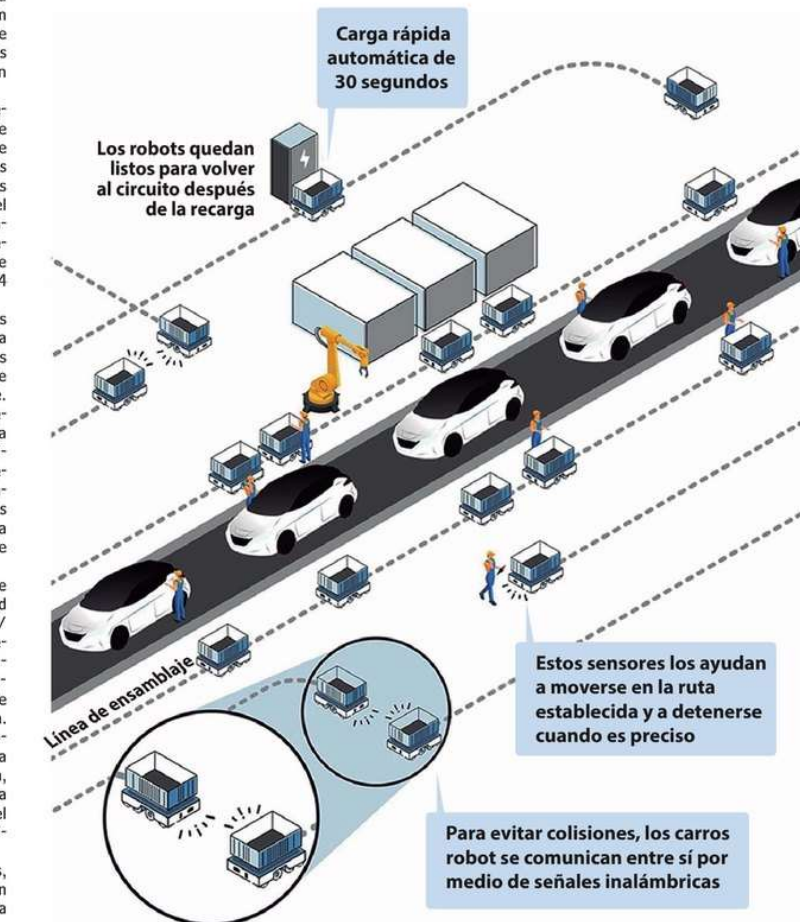 Carga rápida
automática de
30 segundos
Los robots quedan
listos para volver
al circuito después
de la recarga
Línea de ensamblaje
Estos sensores los ayudan
a moverse en la ruta
establecida y a detenerse
cuando es preciso
Para evitar colisiones, los carros
robot se comunican entre sí por
medio de señales inalámbricas